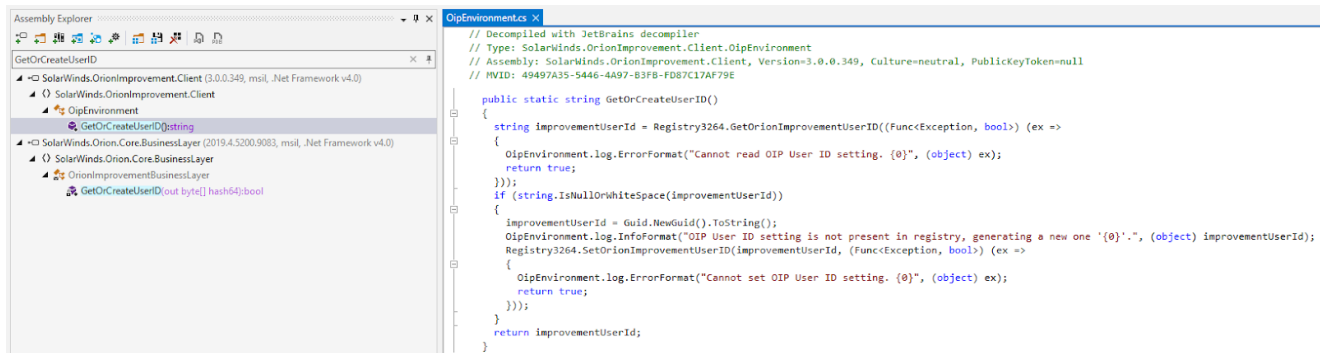 Assembly Explorer
GetOrCreateUserID
SolarWinds.OrionImprovement.Client (3.0.0.349, msil, .Net Framework v4.0)
SolarWinds.OrionImprovement.Client
OipEnvironment
GetOrCreateUserID():string
SolarWinds.Orion.Core.BusinessLayer (2019.4.5200.9083, msil, .Net Framework v4.0)
SolarWinds.Orion.Core.BusinessLayer
OrionImprovementBusinessLayer
GetOrCreateUserID(out byte[] hash64):bool
OipEnvironment.cs
// Decompiled with JetBrains decompiler
// Type: SolarWinds.OrionImprovement.Client.OipEnvironment
// Assembly: SolarWinds.OrionImprovement.Client, Version=3.0.0.349, Culture=neutral, PublicKeyToken=null
// MVID: 49497A35-5446-4A97-B3FB-FD87C17AF79E
public static string GetOrCreateUserID()
{
string improvementUserId = Registry3264.GetOrionImprovementUserID((Func<Exception, bool>) (ex =>
{
OipEnvironment.log.ErrorFormat("Cannot read OIP User ID setting. {0}", (object) ex);
return true;
}));
if (string.IsNullOrWhiteSpace(improvementUserId))
{
improvementUserId = Guid.NewGuid().ToString();
OipEnvironment.log.InfoFormat("OIP User ID setting is not present in registry, generating a new one '{0}'.", (object) improvementUserId);
Registry3264.SetOrionImprovementUserID(improvementUserId, (Func<Exception, bool>) (ex =>
{
OipEnvironment.log.ErrorFormat("Cannot set OIP User ID setting. {0}", (object) ex);
return true;
}));
}
return improvementUserId;
}